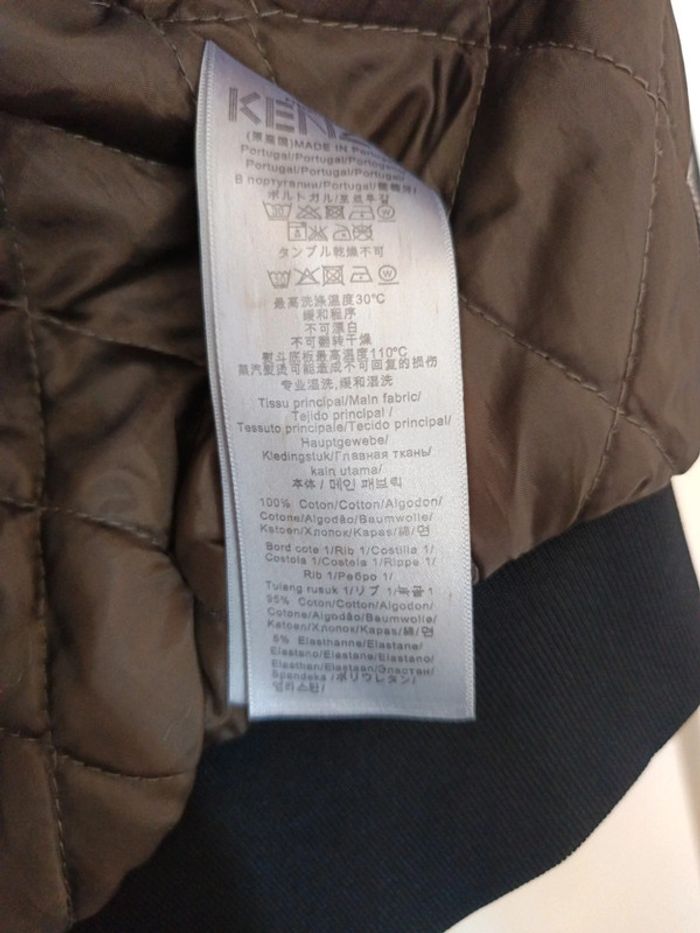 KENZ
MADE IN Portugal
Portugal/Portugal/Portogallo
Portugal/Portugal/Portugal/
В португалии/Portugal/
ポルトガル/포르투갈
タンブル乾燥不可
最高洗涤温度30℃
缓和程序
不可漂白
不可翻转干燥
熨斗底板最高温度110℃
蒸汽熨烫可能造成不可回复的损伤
专业湿洗,缓和湿洗
Tissu principal/Main fabric/
Tejido principal /
Tessuto principale/Tecido principal/
Hauptgewebe/
Kledingstuk/Главная ткань/
kain utama/
本体 / 메인 패브릭
100% Coton/Cotton/Algodon/
Cotone/Algodão/Baumwolle/
Katoen/Хлопок/Kapas/綿/면
Bord cote 1/Rib 1/Costilla 1/
Costola 1/Costela 1/Rippe 1/
Rib 1/Ребро 1/
Tulang rusuk 1/リブ 1/늑골 1
95% Coton/Cotton/Algodon/
Cotone/Algodão/Baumwolle/
Katoen/Хлопок/Kapas/綿/면
5% Elasthanne/Elastane/
Elastano/Elastane/Elastano/
Elasthan/Elastaan/Эластан/
Spandeks /ポリウレタン/
엘라스탄/